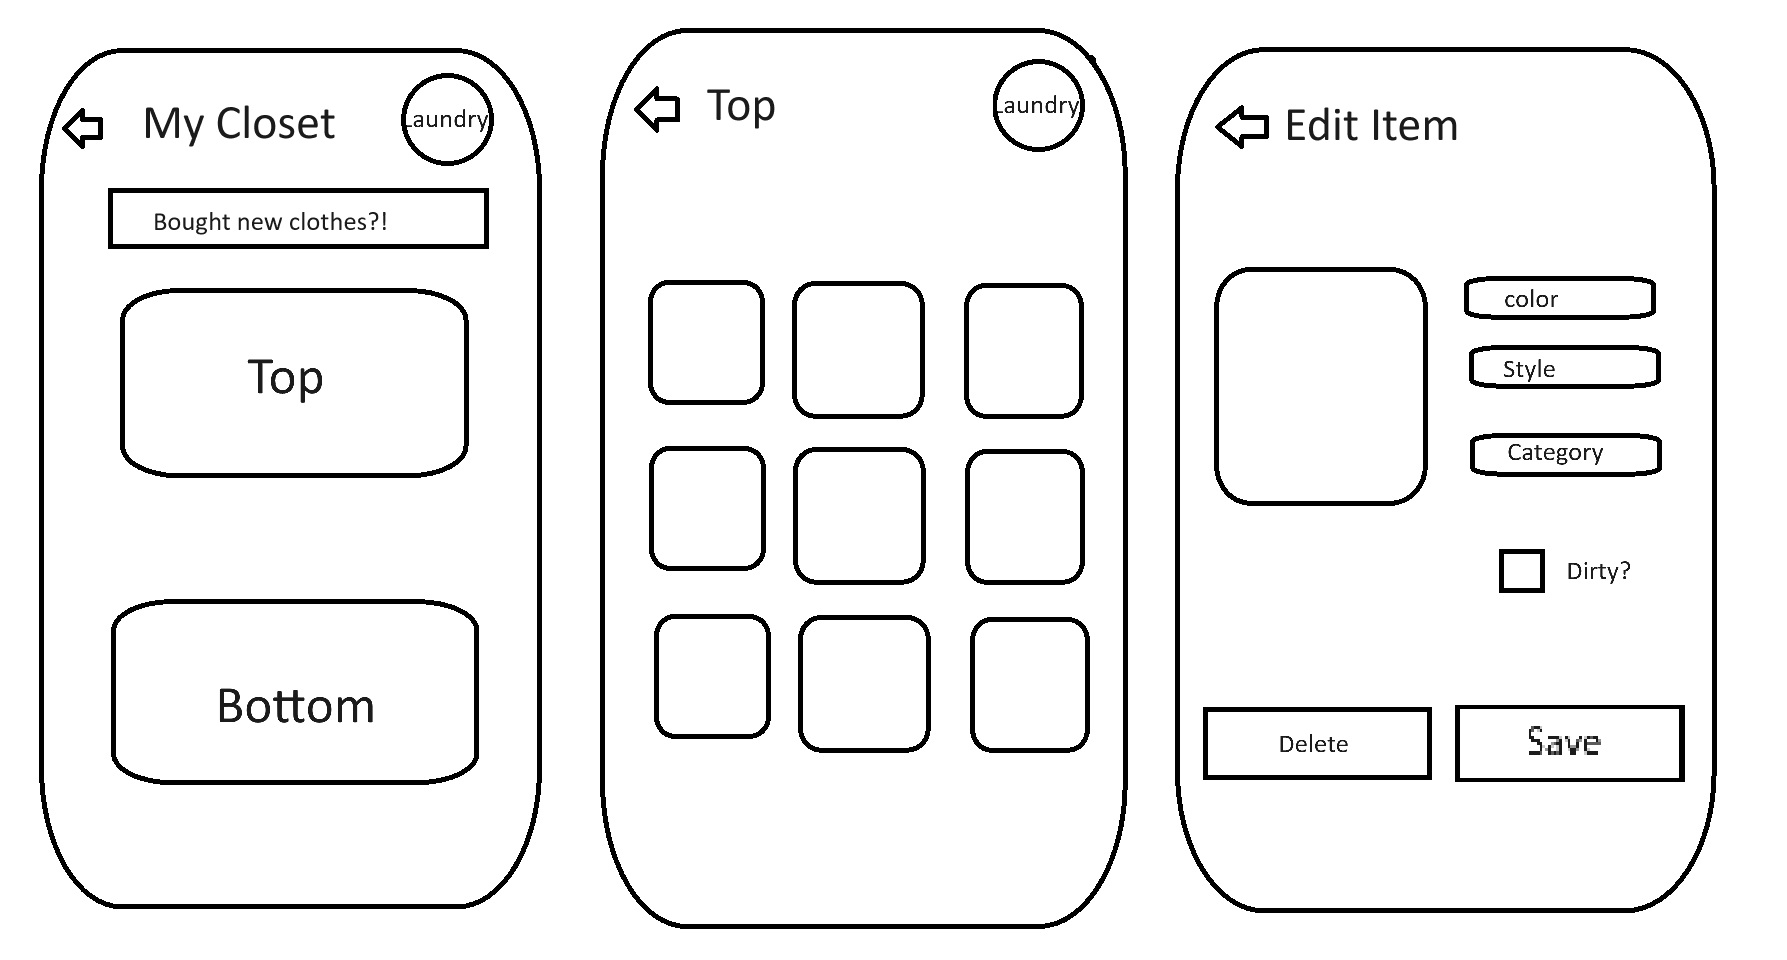 My Closet
Laundry
Bought new clothes?!
Top
Bottom
Top
Laundry
Edit Item
color
Style
Category
Dirty?
Delete
Save